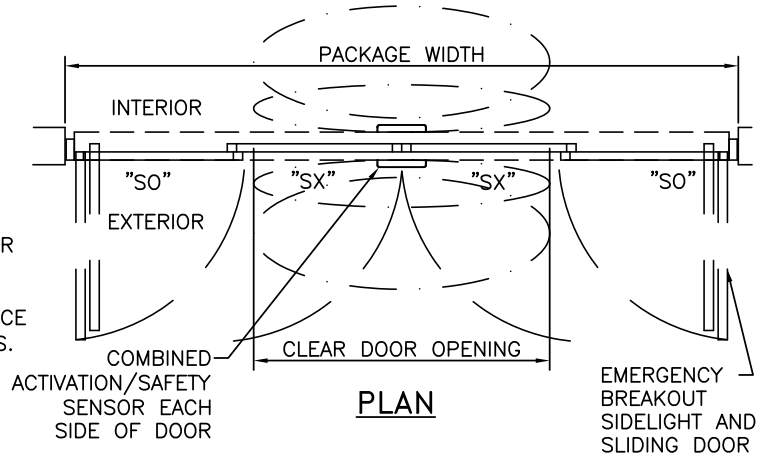 PACKAGE WIDTH
INTERIOR
"SO"
"SX"
"SX"
"SO"
EXTERIOR
CLEAR DOOR OPENING
COMBINED
ACTIVATION/SAFETY
SENSOR EACH
SIDE OF DOOR
PLAN
EMERGENCY
BREAKOUT
SIDELIGHT AND
SLIDING DOOR